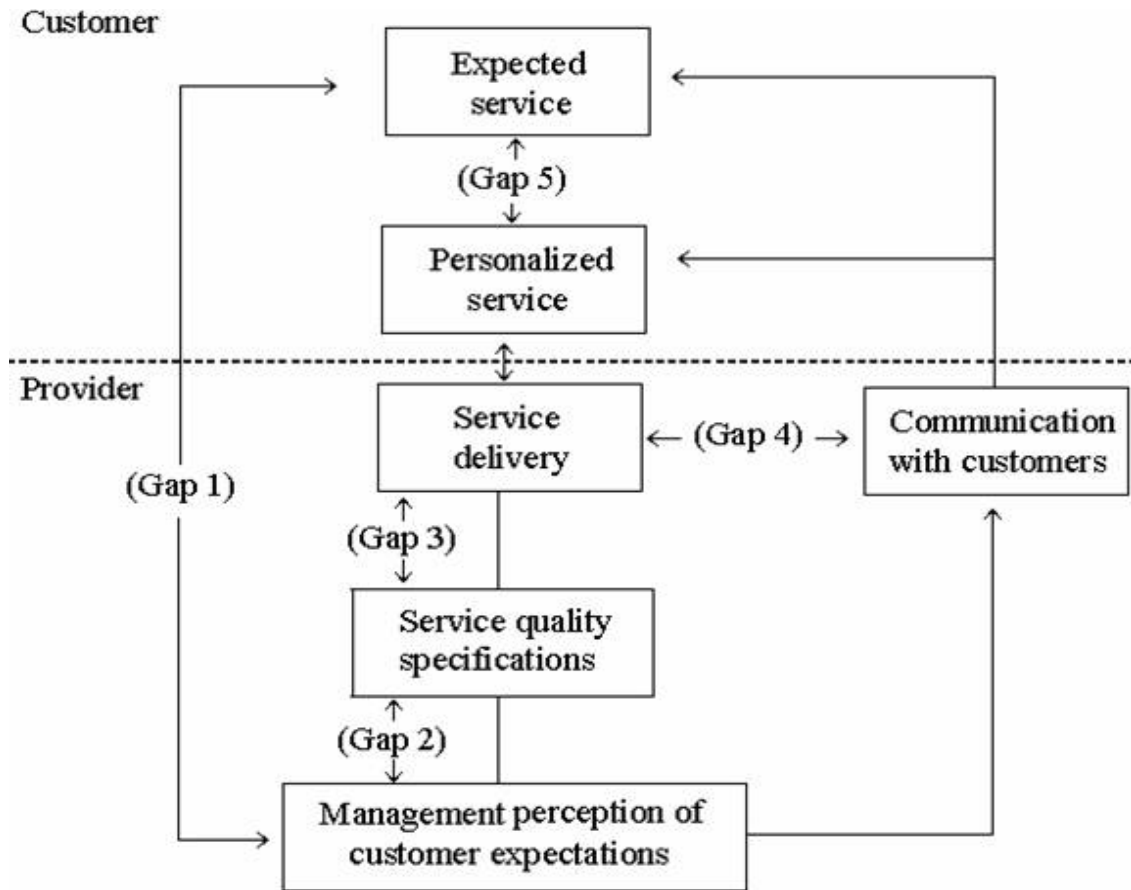 Customer
Expected
service
(Gap 5)
Personalized
service
Provider
Service
delivery
(Gap 4)
Communication
with customers
(Gap 1)
(Gap 3)
Service quality
specifications
(Gap 2)
Management perception of
customer expectations